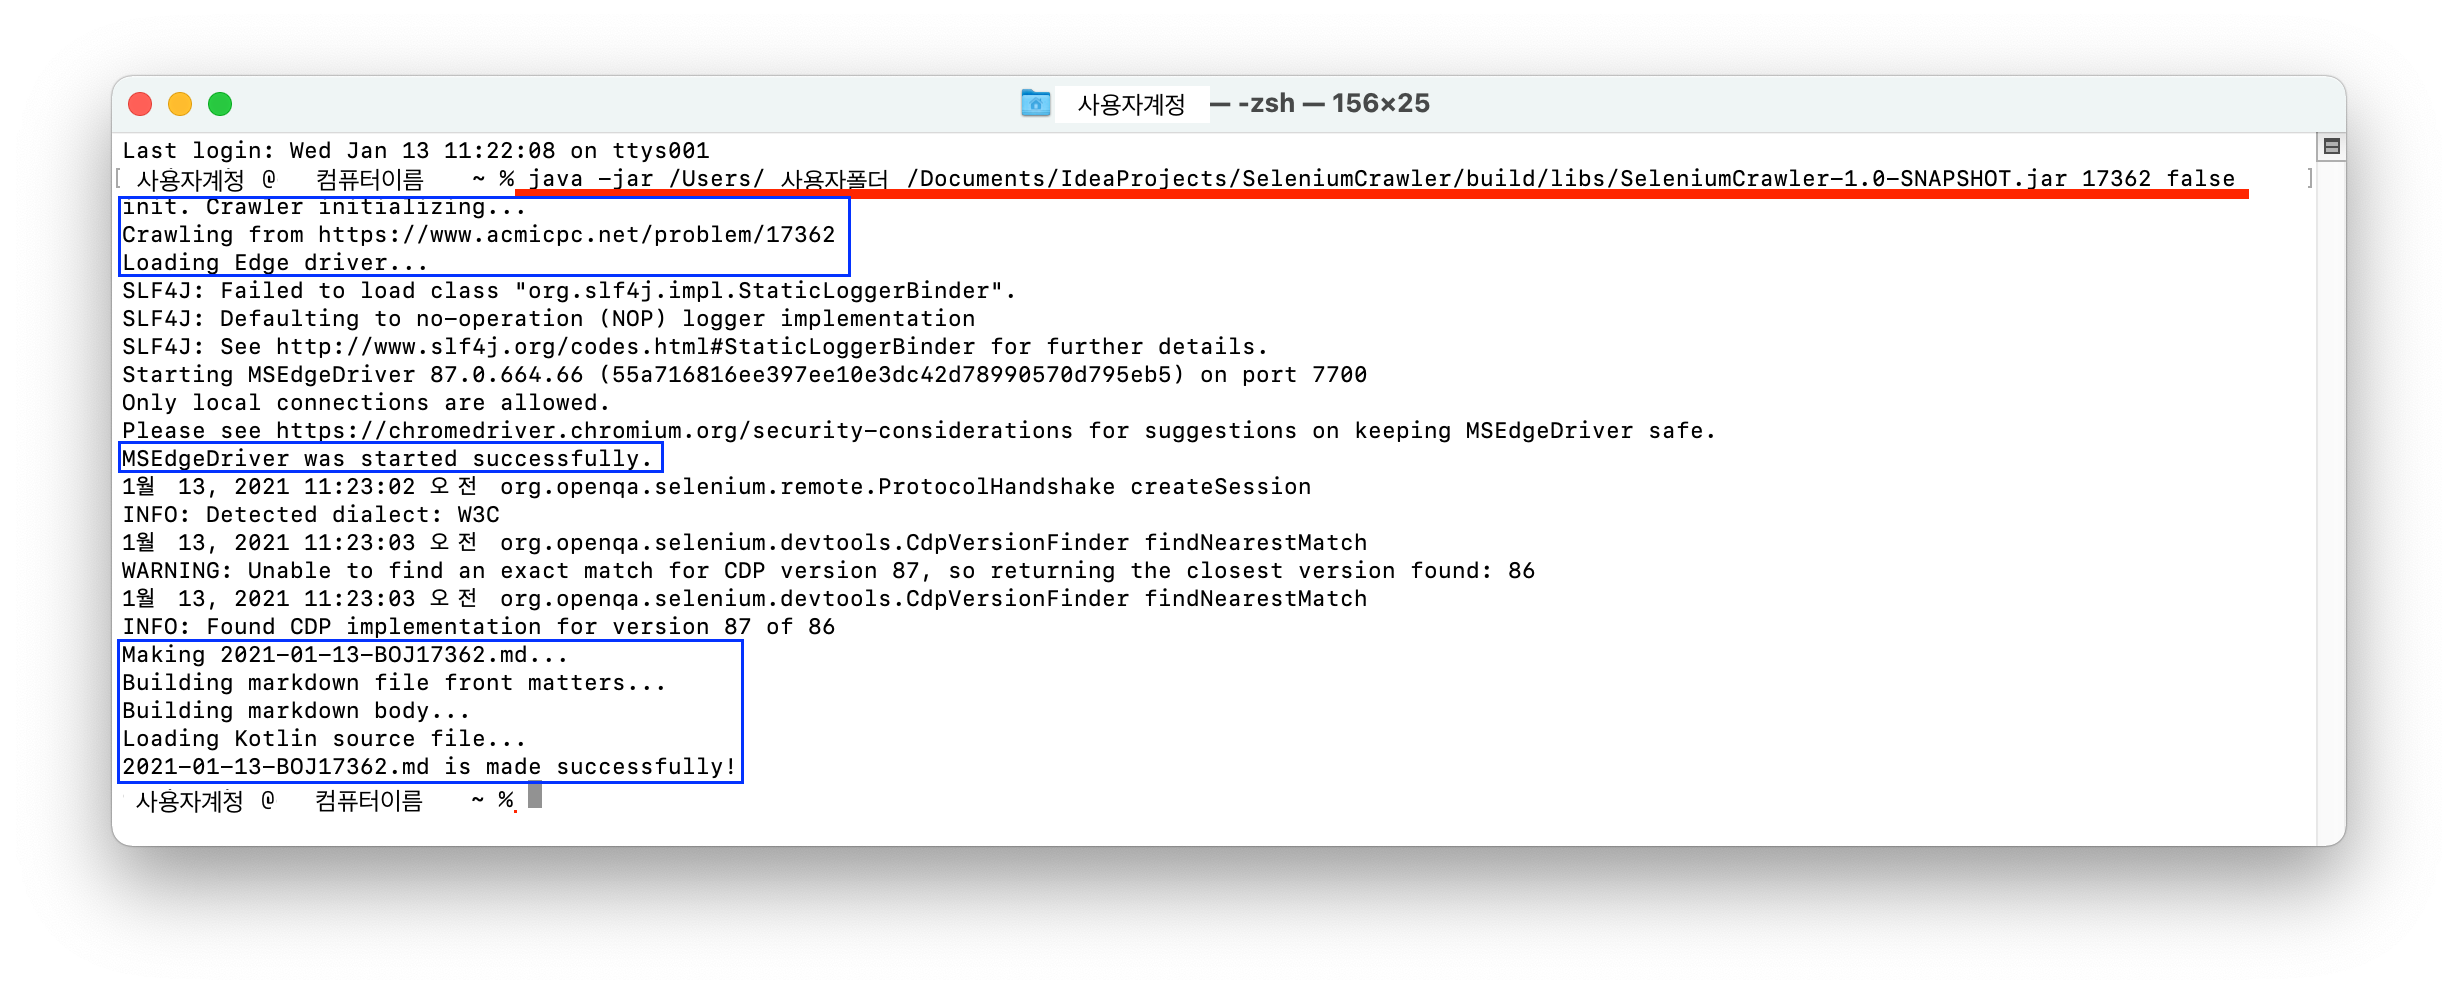 사용자계정 — -zsh — 156×25
Last login: Wed Jan 13 11:22:08 on ttys001
[ 사용자계정 @ 컴퓨터이름 ~ % java -jar /Users/ 사용자폴더 /Documents/IdeaProjects/SeleniumCrawler/build/libs/SeleniumCrawler-1.0-SNAPSHOT.jar 17362 false ]
init. Crawler initializing...
Crawling from https://www.acmicpc.net/problem/17362
Loading Edge driver...
SLF4J: Failed to load class "org.slf4j.impl.StaticLoggerBinder".
SLF4J: Defaulting to no-operation (NOP) logger implementation
SLF4J: See http://www.slf4j.org/codes.html#StaticLoggerBinder for further details.
Starting MSEdgeDriver 87.0.664.66 (55a716816ee397ee10e3dc42d78990570d795eb5) on port 7700
Only local connections are allowed.
Please see https://chromedriver.chromium.org/security-considerations for suggestions on keeping MSEdgeDriver safe.
MSEdgeDriver was started successfully.
1월 13, 2021 11:23:02 오전 org.openqa.selenium.remote.ProtocolHandshake createSession
INFO: Detected dialect: W3C
1월 13, 2021 11:23:03 오전 org.openqa.selenium.devtools.CdpVersionFinder findNearestMatch
WARNING: Unable to find an exact match for CDP version 87, so returning the closest version found: 86
1월 13, 2021 11:23:03 오전 org.openqa.selenium.devtools.CdpVersionFinder findNearestMatch
INFO: Found CDP implementation for version 87 of 86
Making 2021-01-13-BOJ17362.md...
Building markdown file front matters...
Building markdown body...
Loading Kotlin source file...
2021-01-13-BOJ17362.md is made successfully!
사용자계정 @ 컴퓨터이름 ~ %